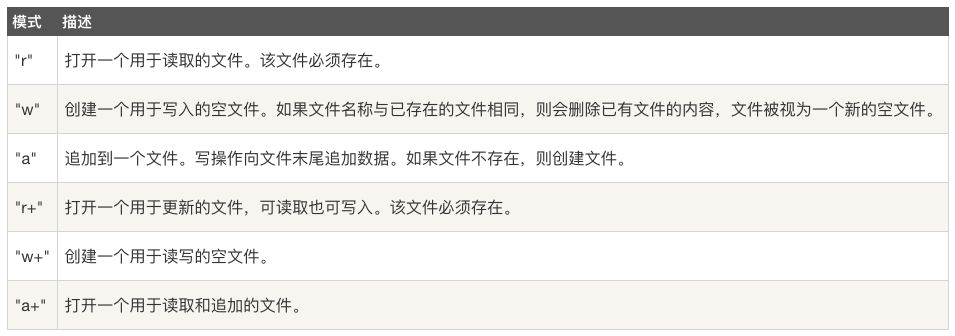 模式 描述
"r" 打开一个用于读取的文件。该文件必须存在。
"w" 创建一个用于写入的空文件。如果文件名称与已存在的文件相同，则会删除已有文件的内容，文件被视为一个新的空文件。
"a" 追加到一个文件。写操作向文件末尾追加数据。如果文件不存在，则创建文件。
"r+" 打开一个用于更新的文件，可读取也可写入。该文件必须存在。
"w+" 创建一个用于读写的空文件。
"a+" 打开一个用于读取和追加的文件。